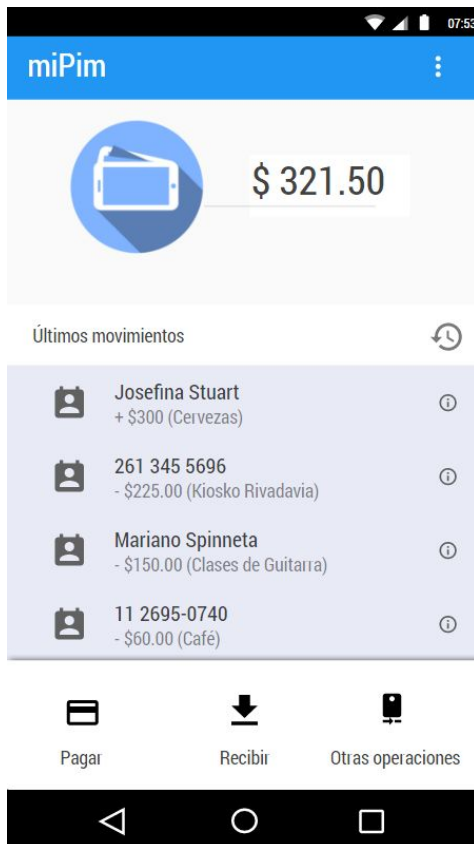 07:53
miPim
$ 321.50
Últimos movimientos
Josefina Stuart
+ $300 (Cervezas)
261 345 5696
- $225.00 (Kiosko Rivadavia)
Mariano Spinneta
- $150.00 (Clases de Guitarra)
11 2695-0740
- $60.00 (Café)
Pagar
Recibir
Otras operaciones